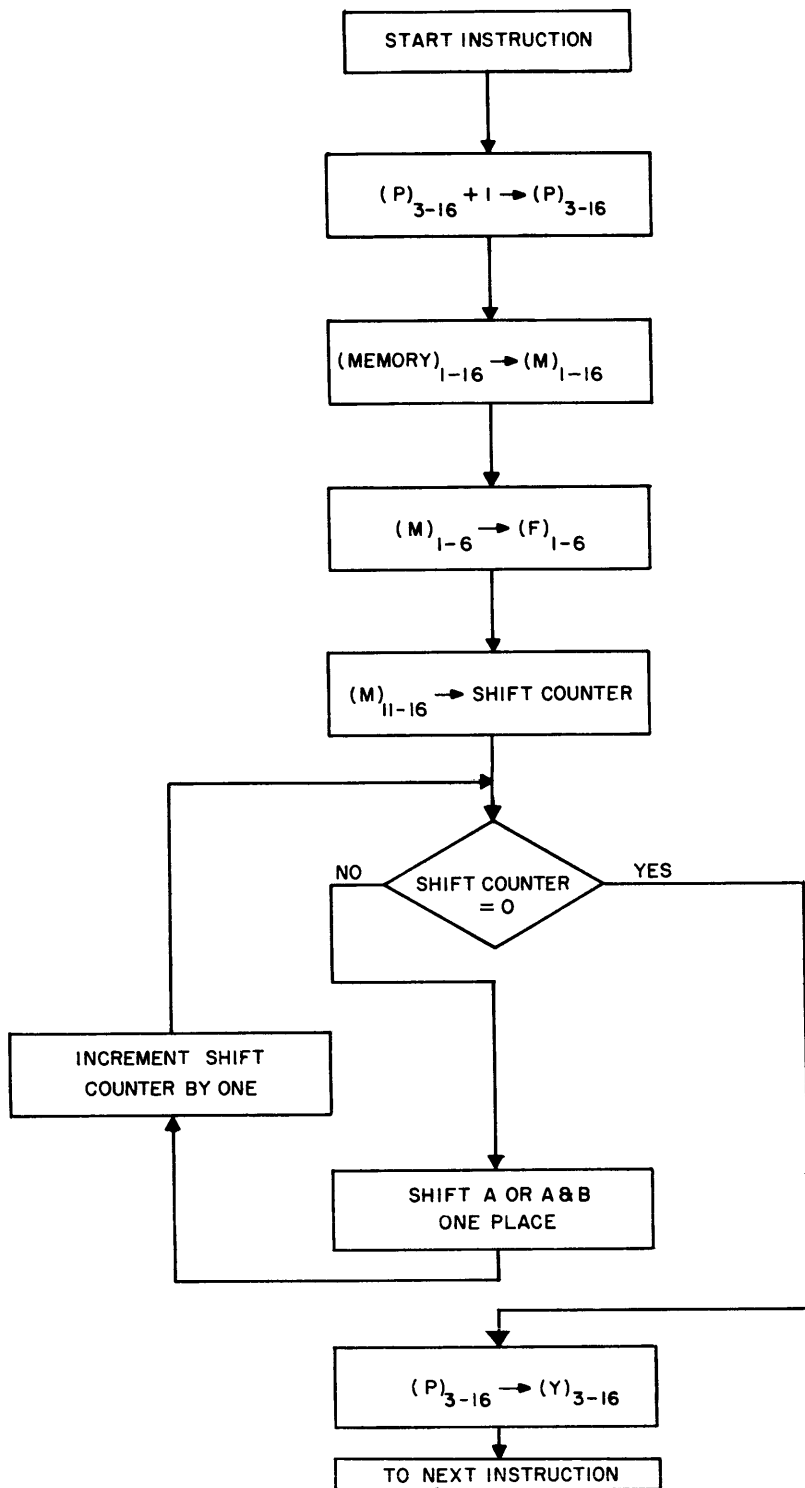 START INSTRUCTION
(P)3-16 + 1 → (P)3-16
(MEMORY)1-16 → (M)1-16
(M)1-6 → (F)1-6
(M)11-16 → SHIFT COUNTER
NO
SHIFT COUNTER
= 0
YES
INCREMENT SHIFT
COUNTER BY ONE
SHIFT A OR A & B
ONE PLACE
(P)3-16 → (Y)3-16
TO NEXT INSTRUCTION